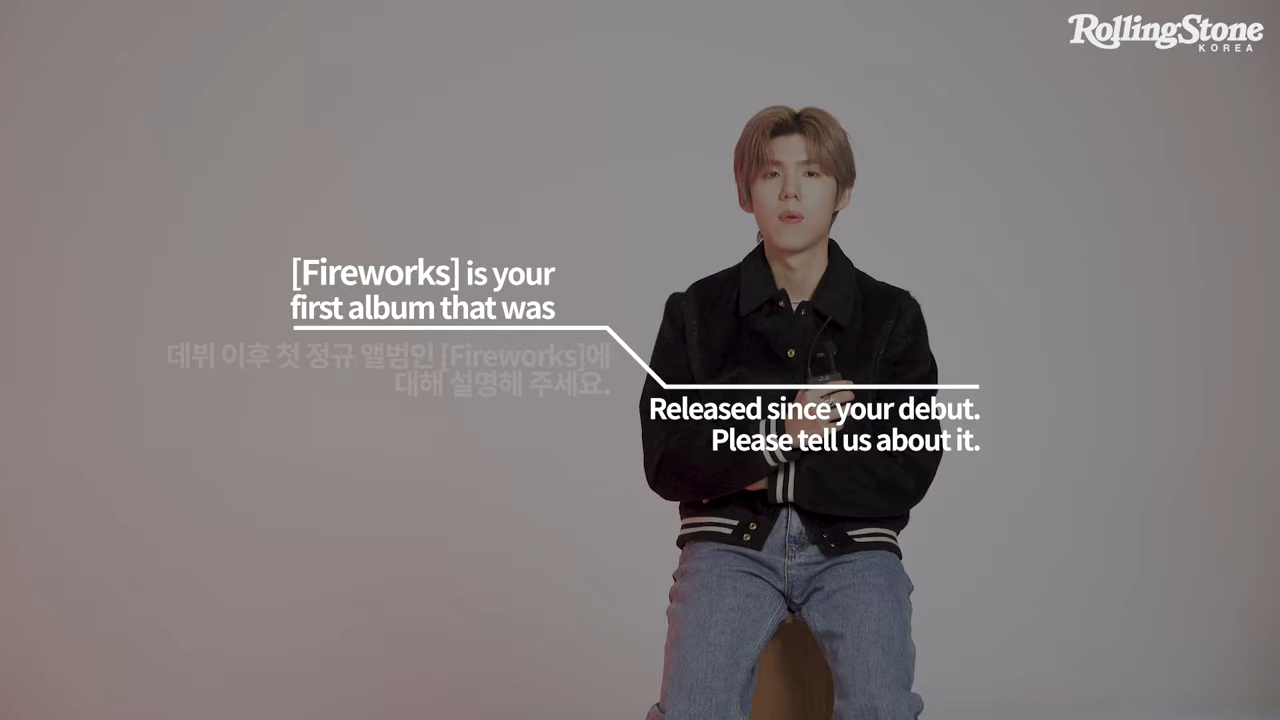 RollingStone
KOREA
[Fireworks] is your
first album that was
데뷔 이후 첫 정규 앨범인 [Fireworks]에
대해 설명해 주세요.
Released since your debut.
Please tell us about it.